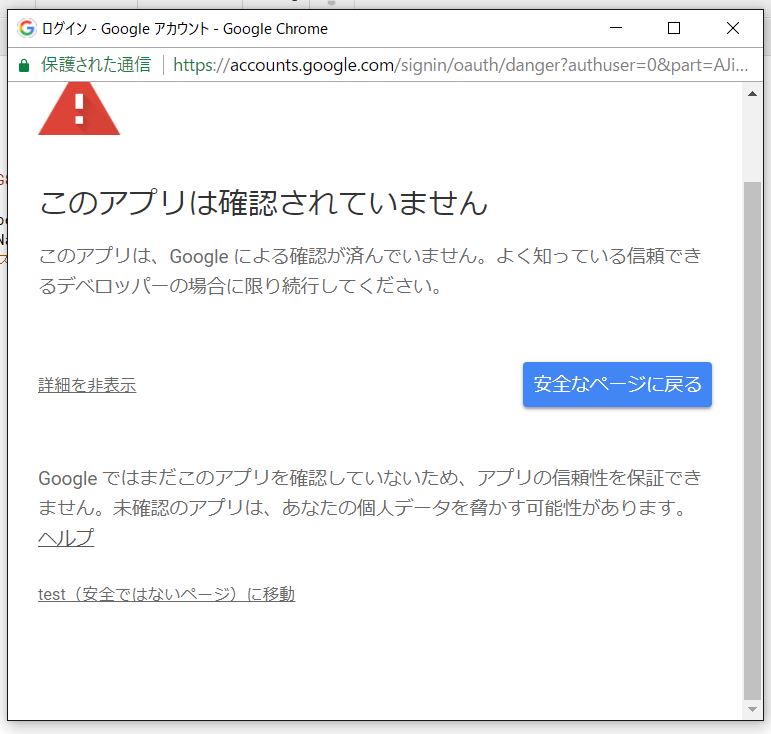 ログイン - Google アカウント - Google Chrome
保護された通信
https://accounts.google.com/signin/oauth/danger?authuser=0&part=AJi...
このアプリは確認されていません
このアプリは、Google による確認が済んでいません。よく知っている信頼でき
るデベロッパーの場合に限り続行してください。
詳細を非表示
安全なページに戻る
Google ではまだこのアプリを確認していないため、アプリの信頼性を保証でき
ません。未確認のアプリは、あなたの個人データを脅かす可能性があります。
ヘルプ
test（安全ではないページ）に移動